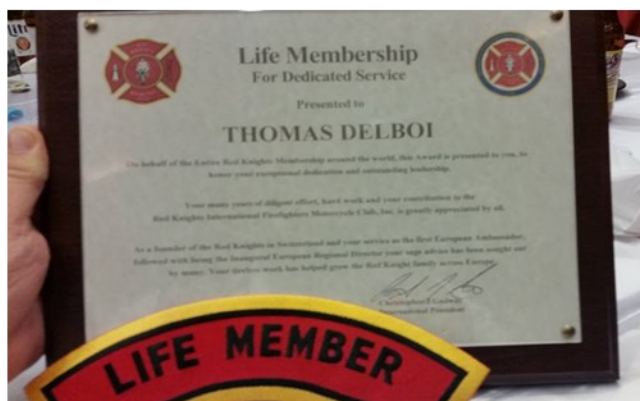 Life Membership
For Dedicated Service
Presented to
THOMAS DELBOI
On behalf of the Entire Red Knights Membership around the world, this Award is presented to you, to
honor your exceptional dedication and outstanding leadership.
Your many years of diligent effort, hard work and your contribution to the
Red Knights International Firefighters Motorcycle Club, Inc. is greatly appreciated by all.
As a founder of the Red Knights in Switzerland and your service as the first European Ambassador,
followed with being the Inaugural European Regional Director your sage advice has been sought out
by many. Your tireless work has helped grow the Red Knight family across Europe.
International President
LIFE MEMBER